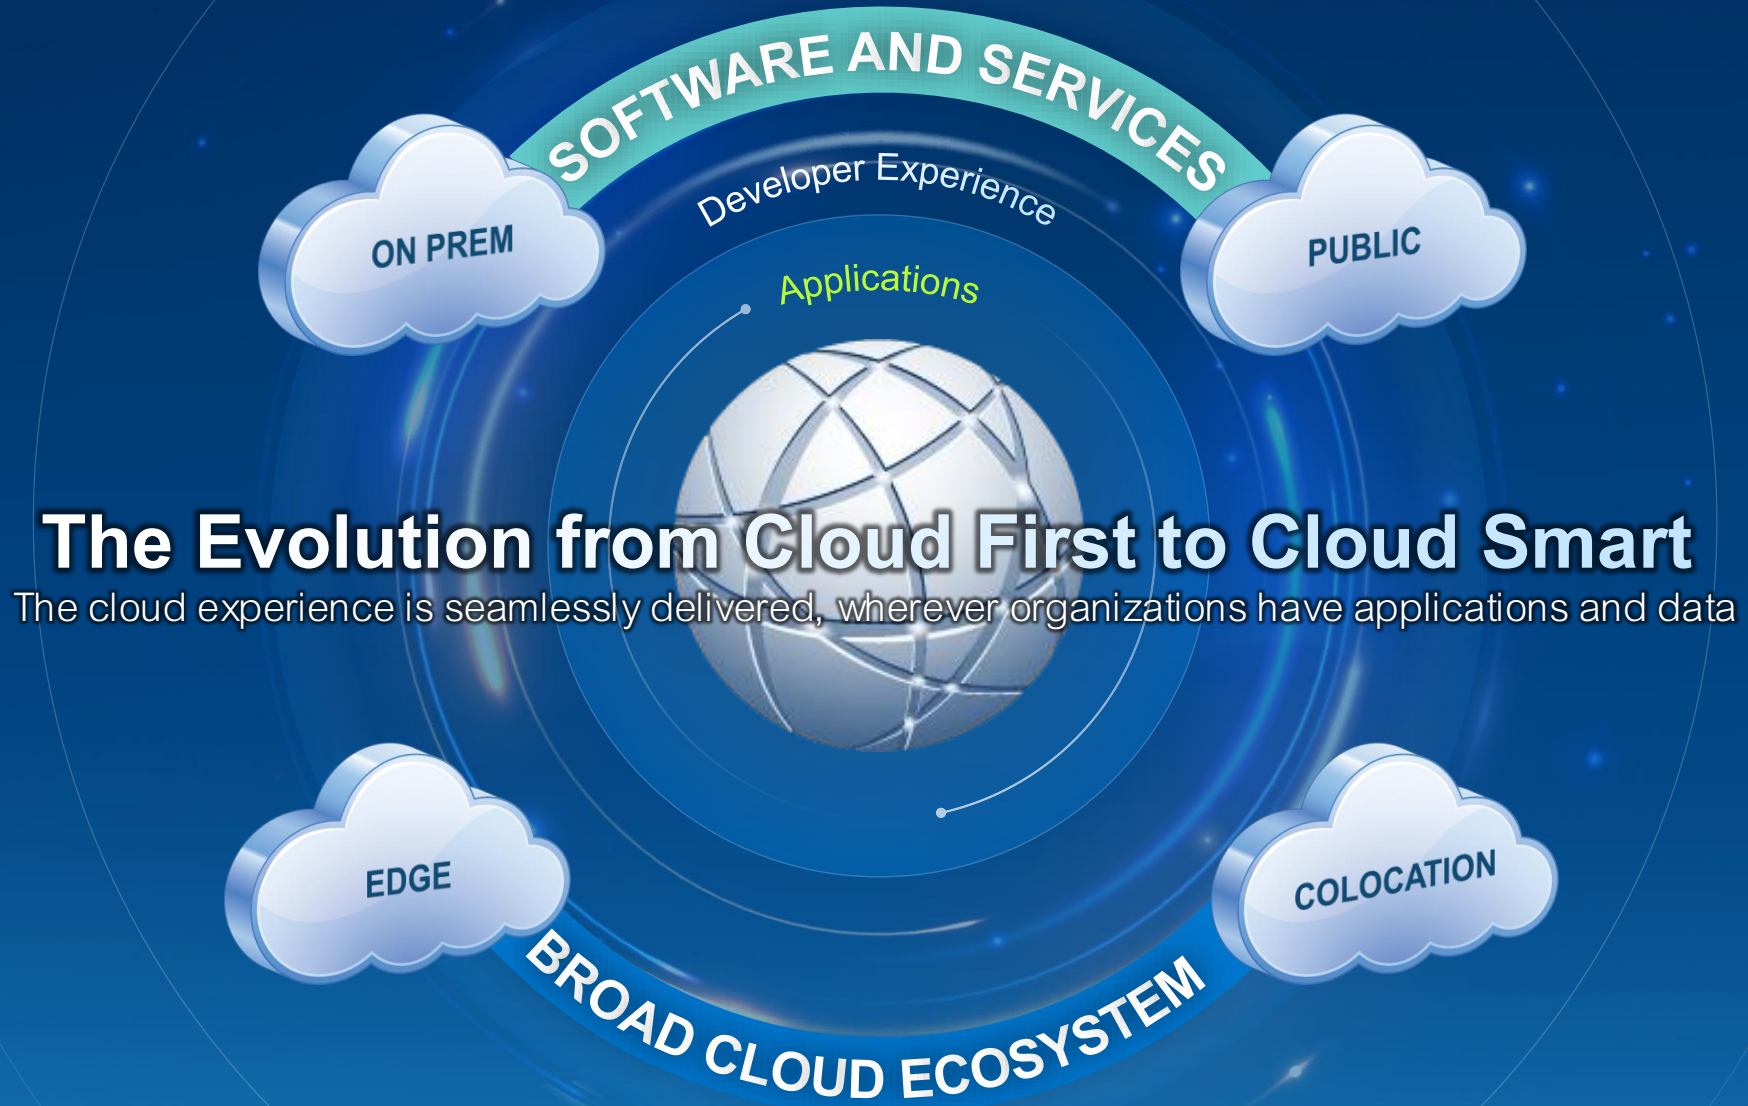 SOFTWARE AND SERVICES
Developer Experience
Applications
ON PREM
PUBLIC
The Evolution from Cloud First to Cloud Smart
The cloud experience is seamlessly delivered, wherever organizations have applications and data
EDGE
COLOCATION
BROAD CLOUD ECOSYSTEM